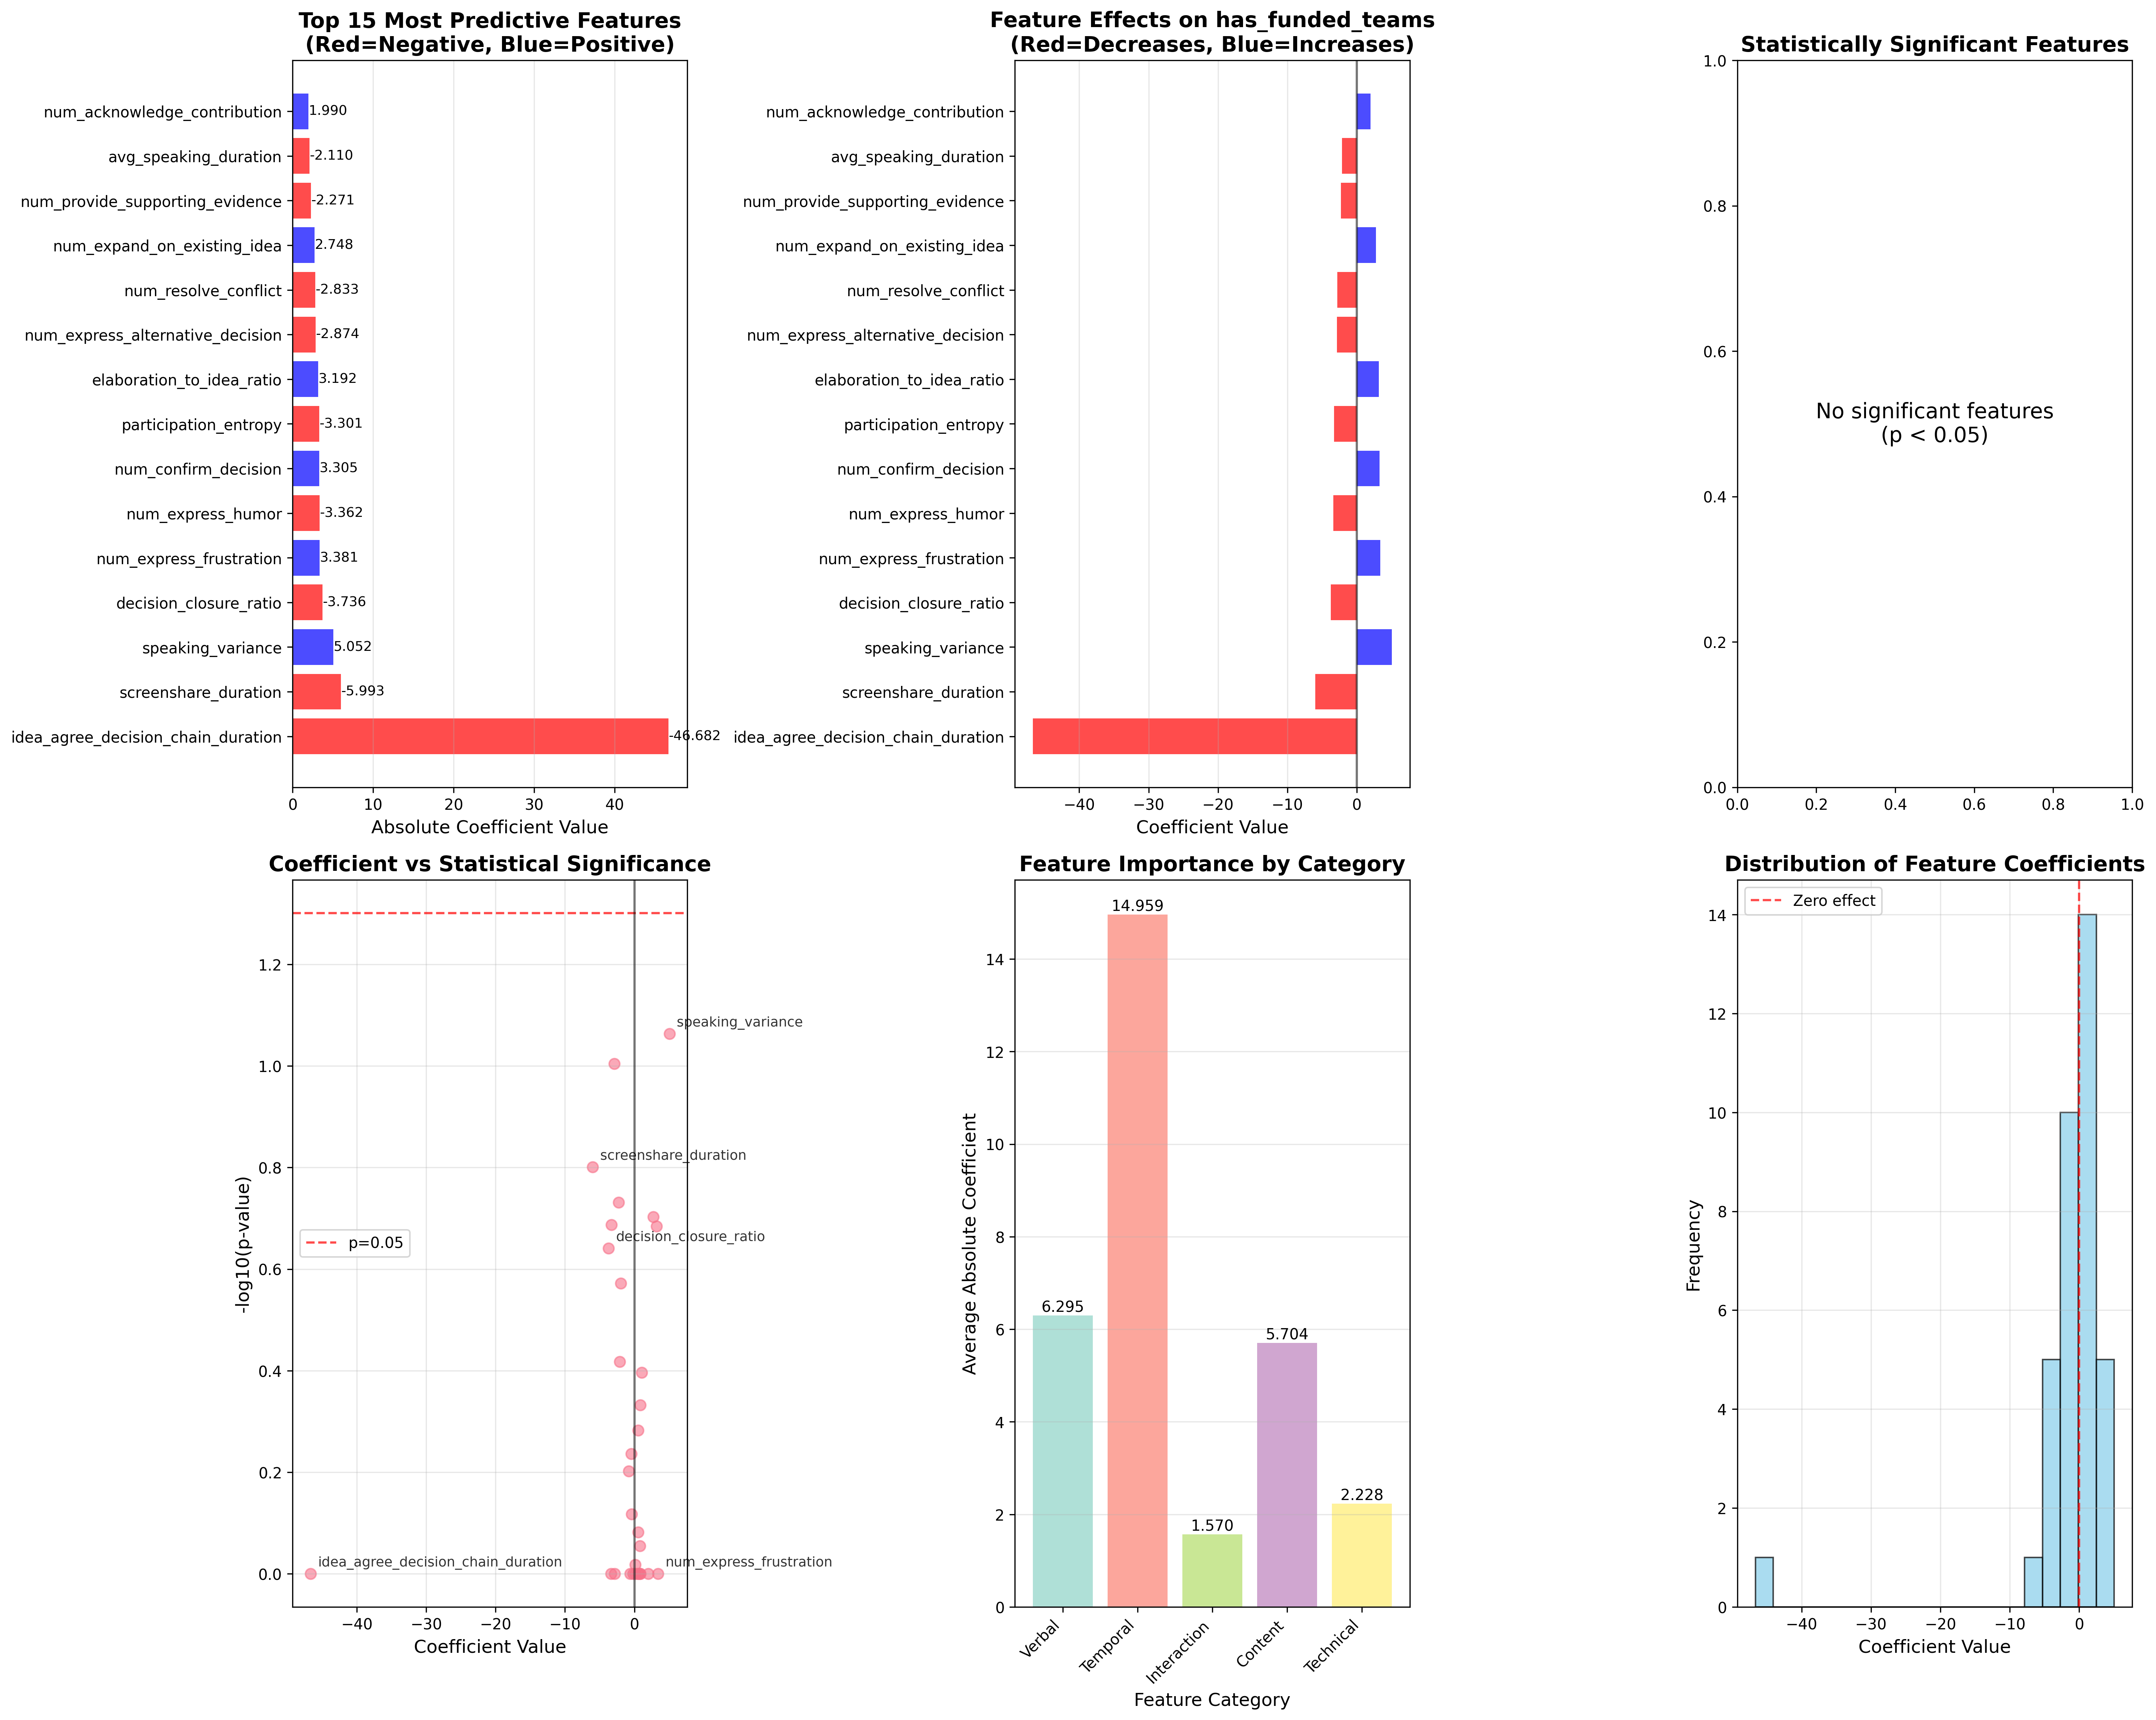 Top 15 Most Predictive Features
(Red=Negative, Blue=Positive)
num_acknowledge_contribution
1.990
avg_speaking_duration
-2.110
num_provide_supporting_evidence
-2.271
num_expand_on_existing_idea
2.748
num_resolve_conflict
-2.833
num_express_alternative_decision
-2.874
elaboration_to_idea_ratio
3.192
participation_entropy
-3.301
num_confirm_decision
3.305
num_express_humor
-3.362
num_express_frustration
3.381
decision_closure_ratio
-3.736
speaking_variance
5.052
screenshare_duration
-5.993
idea_agree_decision_chain_duration
-46.682
0 10 20 30 40
Absolute Coefficient Value
Feature Effects on has_funded_teams
(Red=Decreases, Blue=Increases)
num_acknowledge_contribution
avg_speaking_duration
num_provide_supporting_evidence
num_expand_on_existing_idea
num_resolve_conflict
num_express_alternative_decision
elaboration_to_idea_ratio
participation_entropy
num_confirm_decision
num_express_humor
num_express_frustration
decision_closure_ratio
speaking_variance
screenshare_duration
idea_agree_decision_chain_duration
−40 −30 −20 −10 0
Coefficient Value
Statistically Significant Features
1.0
0.8
0.6
0.4
0.2
0.0
No significant features
(p < 0.05)
0.0 0.2 0.4 0.6 0.8 1.0
Coefficient vs Statistical Significance
-log10(p-value)
1.2
1.0
0.8
0.6
0.4
0.2
0.0
speaking_variance
screenshare_duration
decision_closure_ratio
p=0.05
idea_agree_decision_chain_duration
num_express_frustration
−40 −30 −20 −10 0
Coefficient Value
Feature Importance by Category
Average Absolute Coefficient
14
12
10
8
6
4
2
0
6.295
14.959
1.570
5.704
2.228
Verbal
Temporal
Interaction
Content
Technical
Feature Category
Distribution of Feature Coefficients
Zero effect
Frequency
14
12
10
8
6
4
2
0
−40 −30 −20 −10 0
Coefficient Value